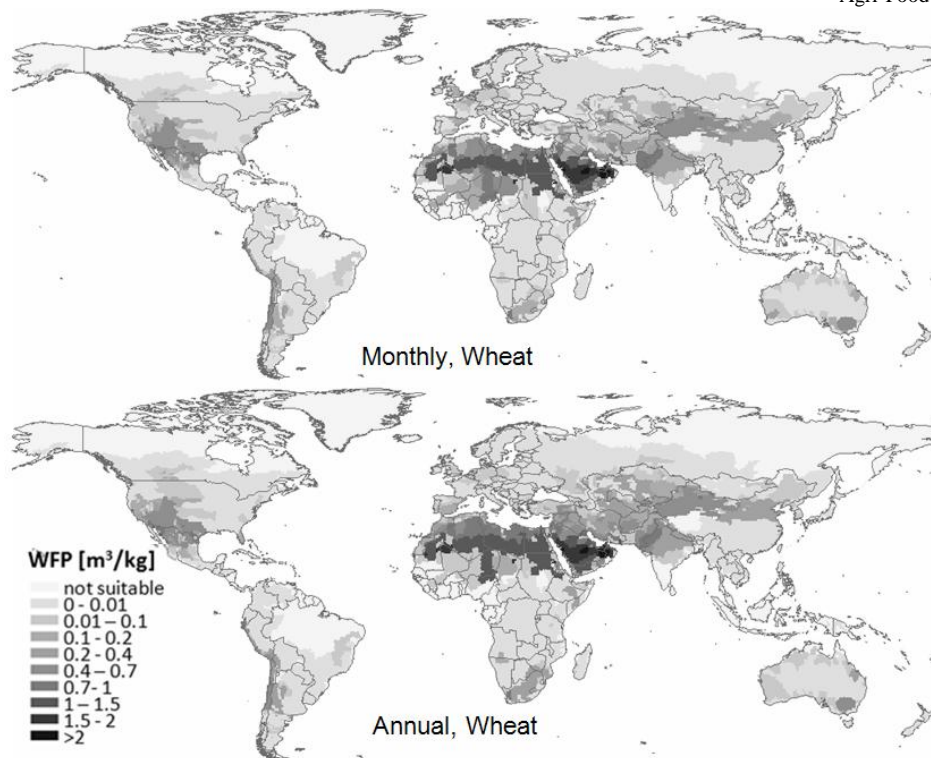 Agri-Food
Monthly, Wheat
WFP [m³/kg]
not suitable
0 - 0.01
0.01 – 0.1
0.1 - 0.2
0.2 - 0.4
0.4 – 0.7
0.7- 1
1 – 1.5
1.5 - 2
>2
Annual, Wheat